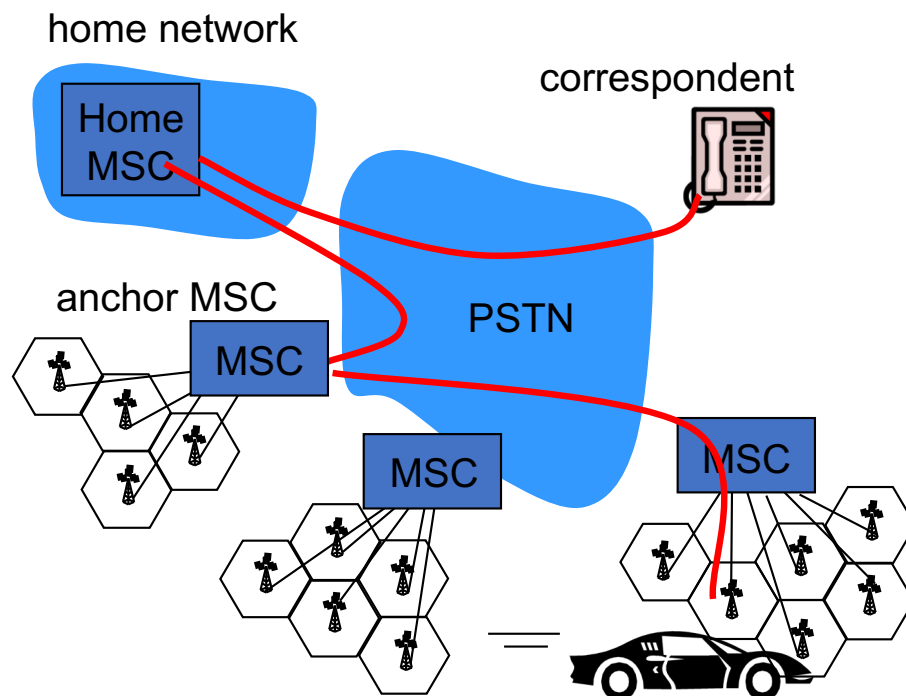 home network
correspondent
Home
MSC
anchor MSC
PSTN
MSC
MSC
MSC